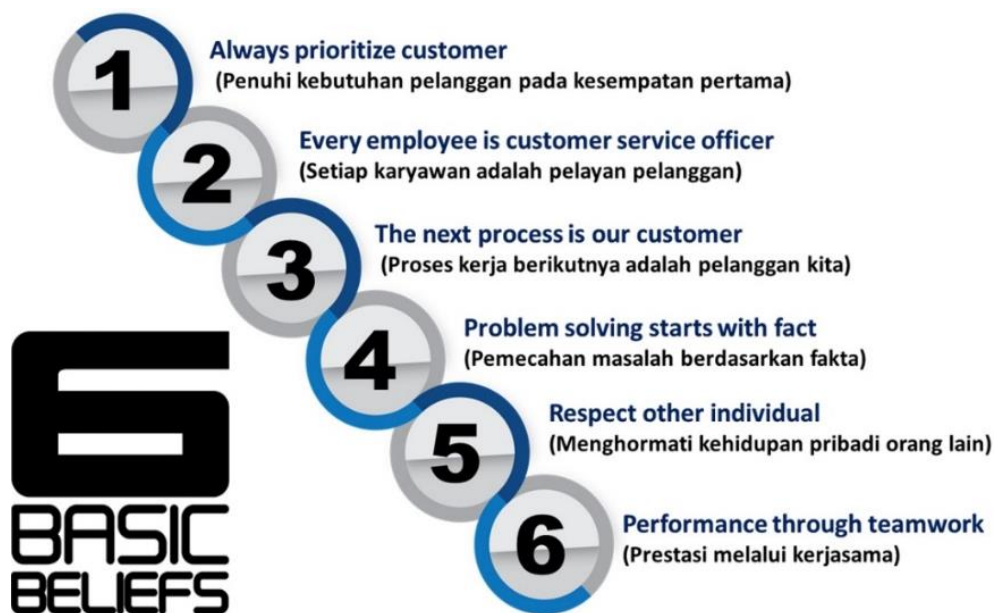 1
Always prioritize customer
(Penuhi kebutuhan pelanggan pada kesempatan pertama)
2
Every employee is customer service officer
(Setiap karyawan adalah pelayan pelanggan)
3
The next process is our customer
(Proses kerja berikutnya adalah pelanggan kita)
4
Problem solving starts with fact
(Pemecahan masalah berdasarkan fakta)
5
Respect other individual
(Menghormati kehidupan pribadi orang lain)
6
Performance through teamwork
(Prestasi melalui kerjasama)
6
BASIC
BELIEFS